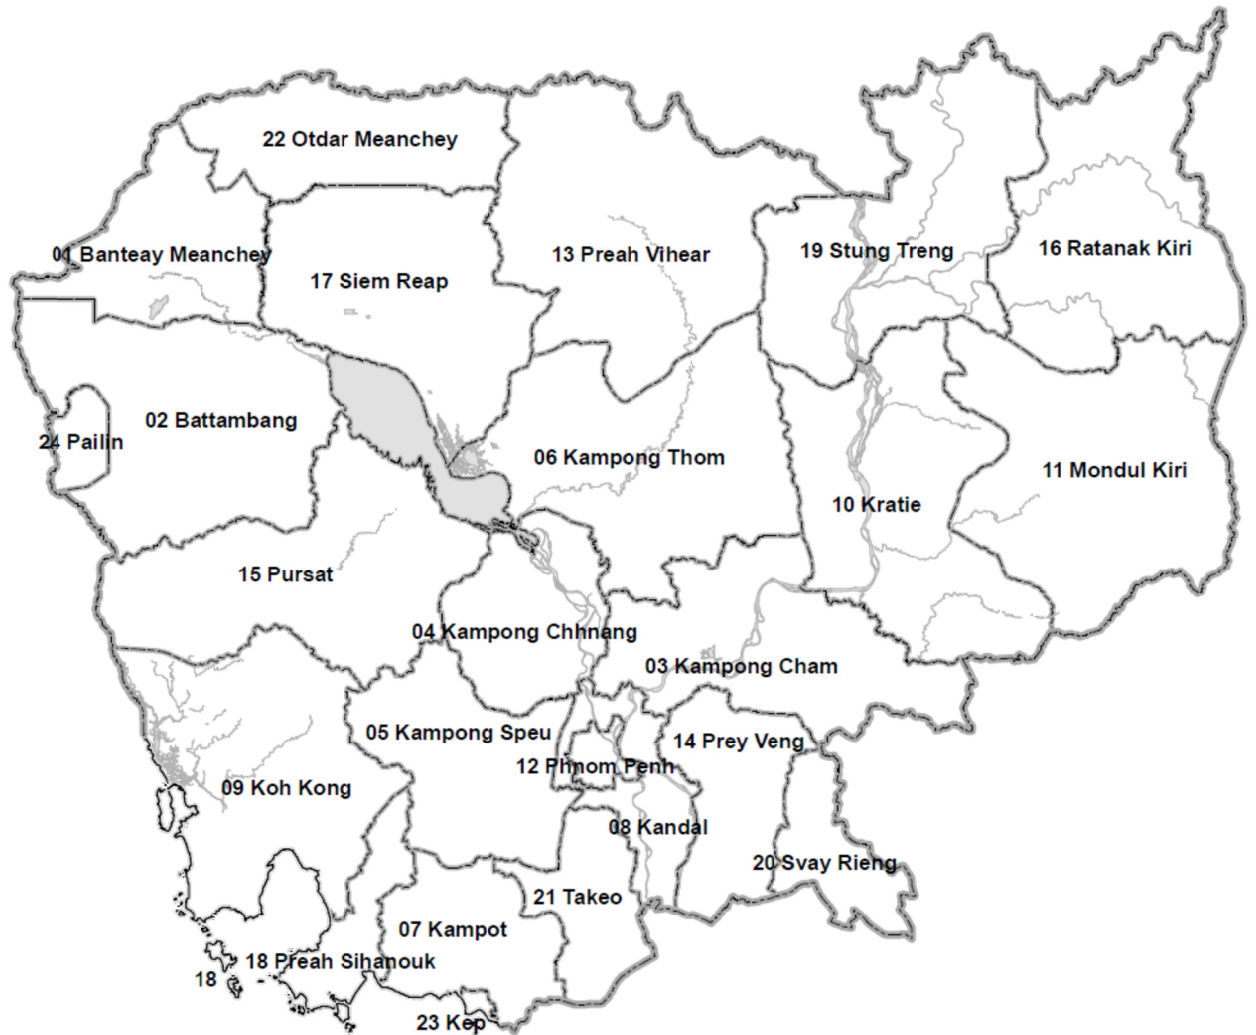 22 Otdar Meanchey
01 Banteay Meanchey
13 Preah Vihear
19 Stung Treng
16 Ratanak Kiri
17 Siem Reap
02 Battambang
24 Pailin
06 Kampong Thom
11 Mondul Kiri
10 Kratie
15 Pursat
04 Kampong Chhnang
03 Kampong Cham
05 Kampong Speu
14 Prey Veng
12 Phnom Penh
09 Koh Kong
08 Kandal
20 Svay Rieng
21 Takeo
07 Kampot
18 Preah Sihanouk
18
23 Kep